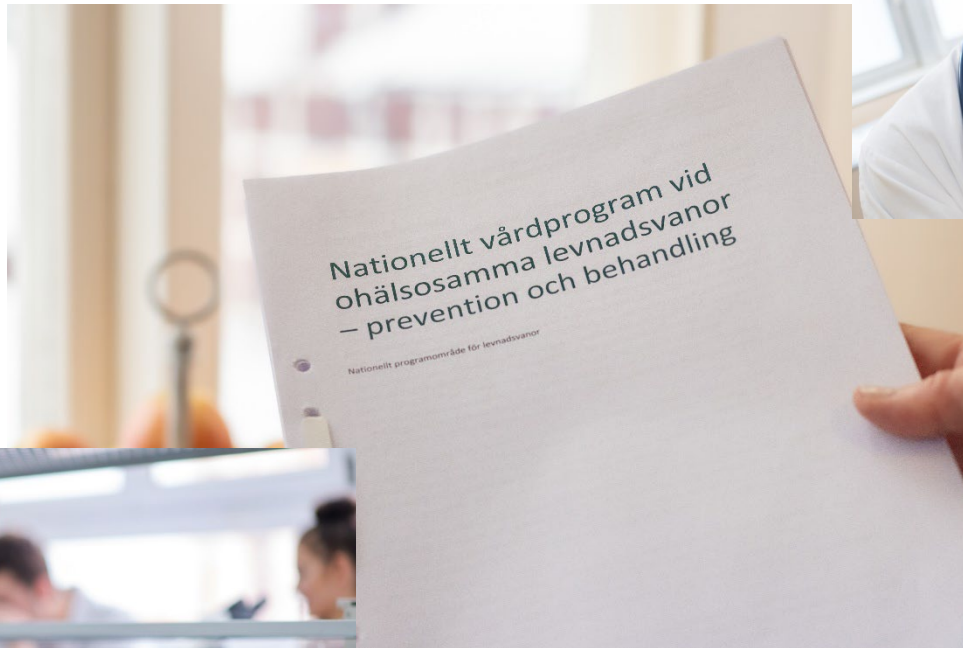 Nationellt vårdprogram vid
ohälsosamma levnadsvanor
– prevention och behandling
Nationellt programområde för levnadsvanor